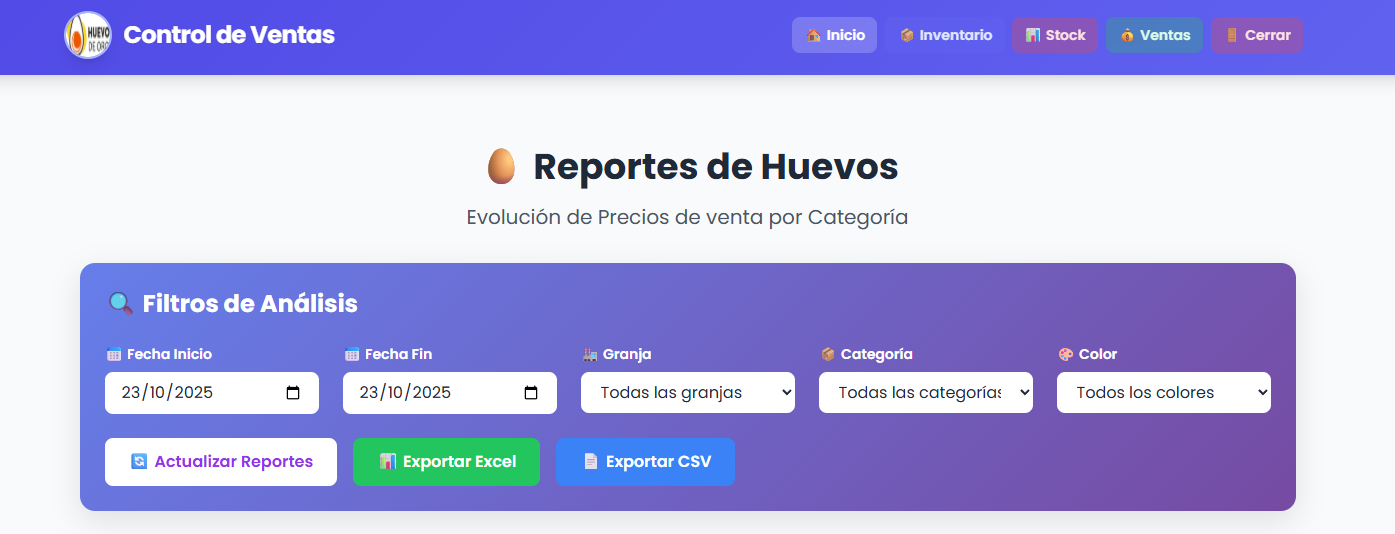 HUEVO
DE ORO
Control de Ventas
Inicio
Inventario
Stock
Ventas
Cerrar
Reportes de Huevos
Evolución de Precios de venta por Categoría
Filtros de Análisis
Fecha Inicio
Fecha Fin
Granja
Categoría
Color
23/10/2025
23/10/2025
Todas las granjas
Todas las categorías
Todos los colores
Actualizar Reportes
Exportar Excel
Exportar CSV